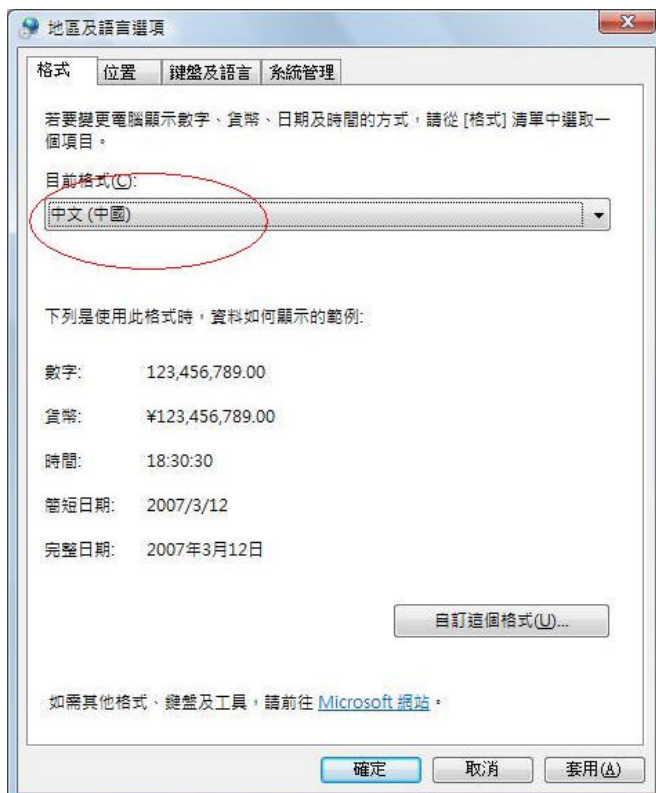 地區及語言選項
格式 位置 鍵盤及語言 系統管理
若要變更電腦顯示數字、貨幣、日期及時間的方式，請從 [格式] 清單中選取一
個項目。
目前格式(C):
中文 (中國)
下列是使用此格式時，資料如何顯示的範例:
數字: 123,456,789.00
貨幣: ¥123,456,789.00
時間: 18:30:30
簡短日期: 2007/3/12
完整日期: 2007年3月12日
自訂這個格式(U)...
如需其他格式、鍵盤及工具，請前往 Microsoft 網站。
確定 取消 套用(A)